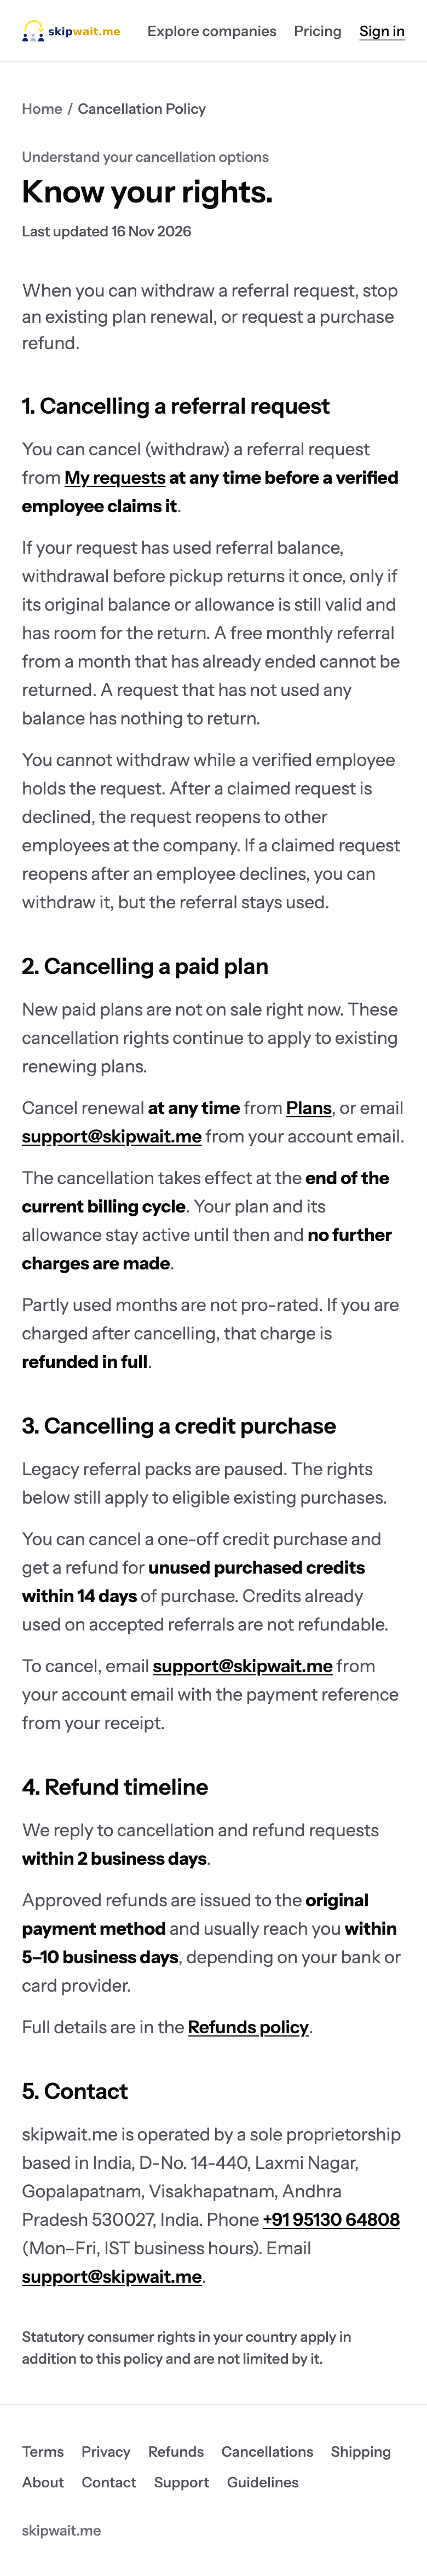 skipwait.me
Explore companies
Pricing
Sign in
Home / Cancellation Policy
Understand your cancellation options
Know your rights.
Last updated 16 Nov 2026
When you can withdraw a referral request, stop
an existing plan renewal, or request a purchase
refund.
1. Cancelling a referral request
You can cancel (withdraw) a referral request
from My requests at any time before a verified
employee claims it.
If your request has used referral balance,
withdrawal before pickup returns it once, only if
its original balance or allowance is still valid and
has room for the return. A free monthly referral
from a month that has already ended cannot be
returned. A request that has not used any
balance has nothing to return.
You cannot withdraw while a verified employee
holds the request. After a claimed request is
declined, the request reopens to other
employees at the company. If a claimed request
reopens after an employee declines, you can
withdraw it, but the referral stays used.
2. Cancelling a paid plan
New paid plans are not on sale right now. These
cancellation rights continue to apply to existing
renewing plans.
Cancel renewal at any time from Plans, or email
support@skipwait.me from your account email.
The cancellation takes effect at the end of the
current billing cycle. Your plan and its
allowance stay active until then and no further
charges are made.
Partly used months are not pro-rated. If you are
charged after cancelling, that charge is
refunded in full.
3. Cancelling a credit purchase
Legacy referral packs are paused. The rights
below still apply to eligible existing purchases.
You can cancel a one-off credit purchase and
get a refund for unused purchased credits
within 14 days of purchase. Credits already
used on accepted referrals are not refundable.
To cancel, email support@skipwait.me from
your account email with the payment reference
from your receipt.
4. Refund timeline
We reply to cancellation and refund requests
within 2 business days.
Approved refunds are issued to the original
payment method and usually reach you within
5–10 business days, depending on your bank or
card provider.
Full details are in the Refunds policy.
5. Contact
skipwait.me is operated by a sole proprietorship
based in India, D-No. 14-440, Laxmi Nagar,
Gopalapatnam, Visakhapatnam, Andhra
Pradesh 530027, India. Phone +91 95130 64808
(Mon–Fri, IST business hours). Email
support@skipwait.me.
Statutory consumer rights in your country apply in
addition to this policy and are not limited by it.
Terms Privacy Refunds Cancellations Shipping
About Contact Support Guidelines
skipwait.me